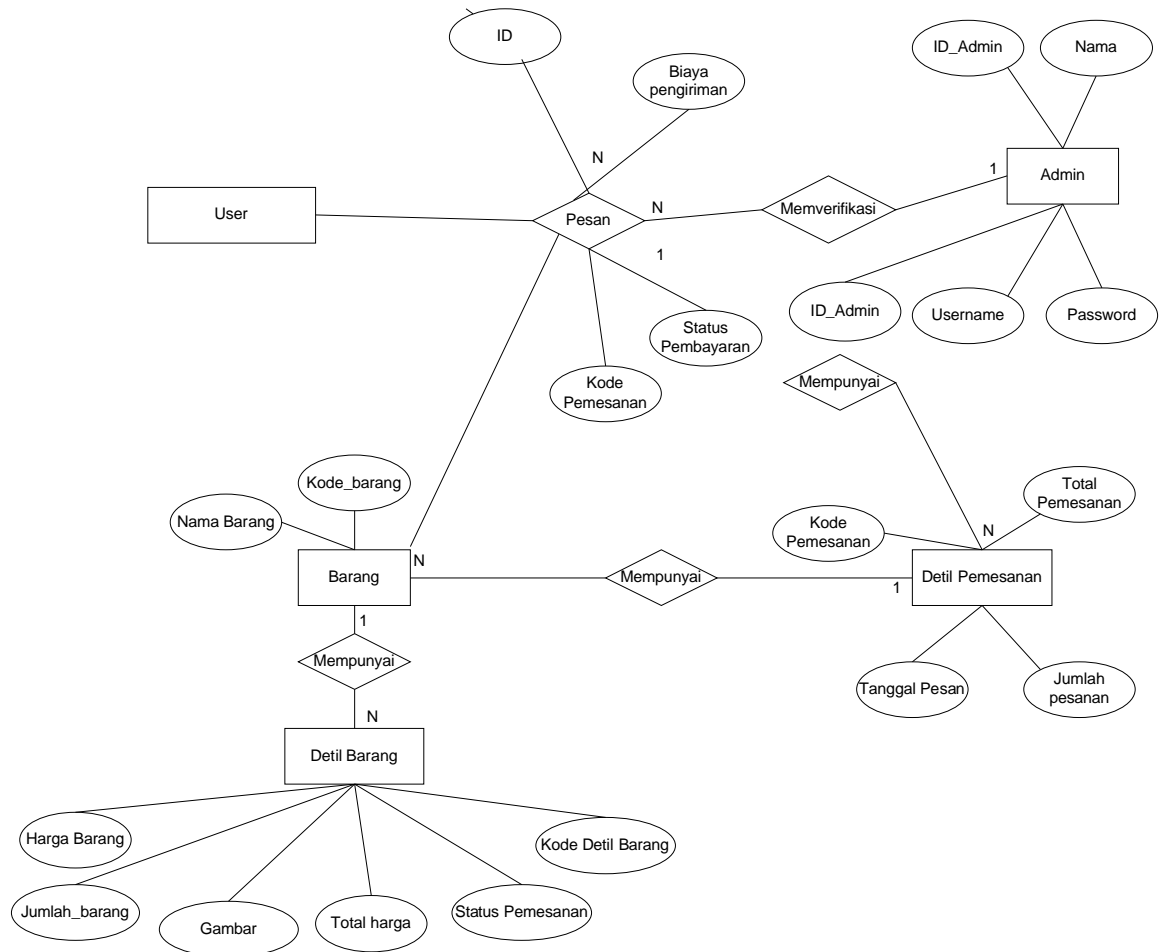 ID
Biaya
pengiriman
ID_Admin
Nama
N
User
Pesan
N
Memverifikasi
1
Admin
1
ID_Admin
Username
Password
Status
Pembayaran
Kode
Pemesanan
Mempunyai
Kode_barang
Nama Barang
Total
Pemesanan
Kode
Pemesanan
N
Barang
N
Mempunyai
1
Detil Pemesanan
1
Mempunyai
N
Tanggal Pesan
Jumlah
pesanan
Detil Barang
Harga Barang
Kode Detil Barang
Jumlah_barang
Gambar
Total harga
Status Pemesanan